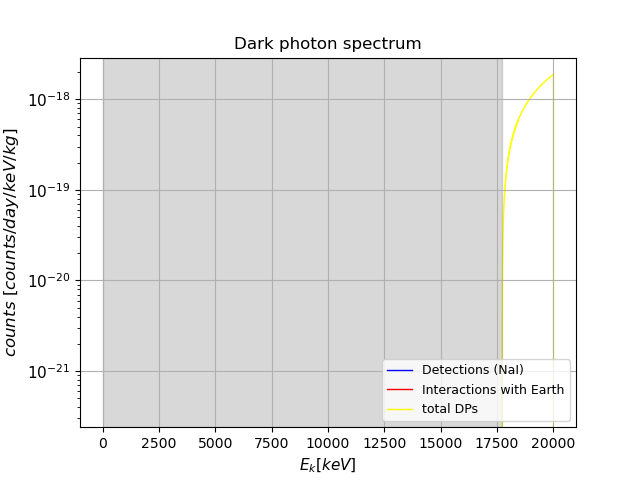 Dark photon spectrum
counts [counts/day/keV/kg]
10⁻¹⁸
10⁻¹⁹
10⁻²⁰
10⁻²¹
Detections (NaI)
Interactions with Earth
total DPs
0 2500 5000 7500 10000 12500 15000 17500 20000
Eₖ[keV]